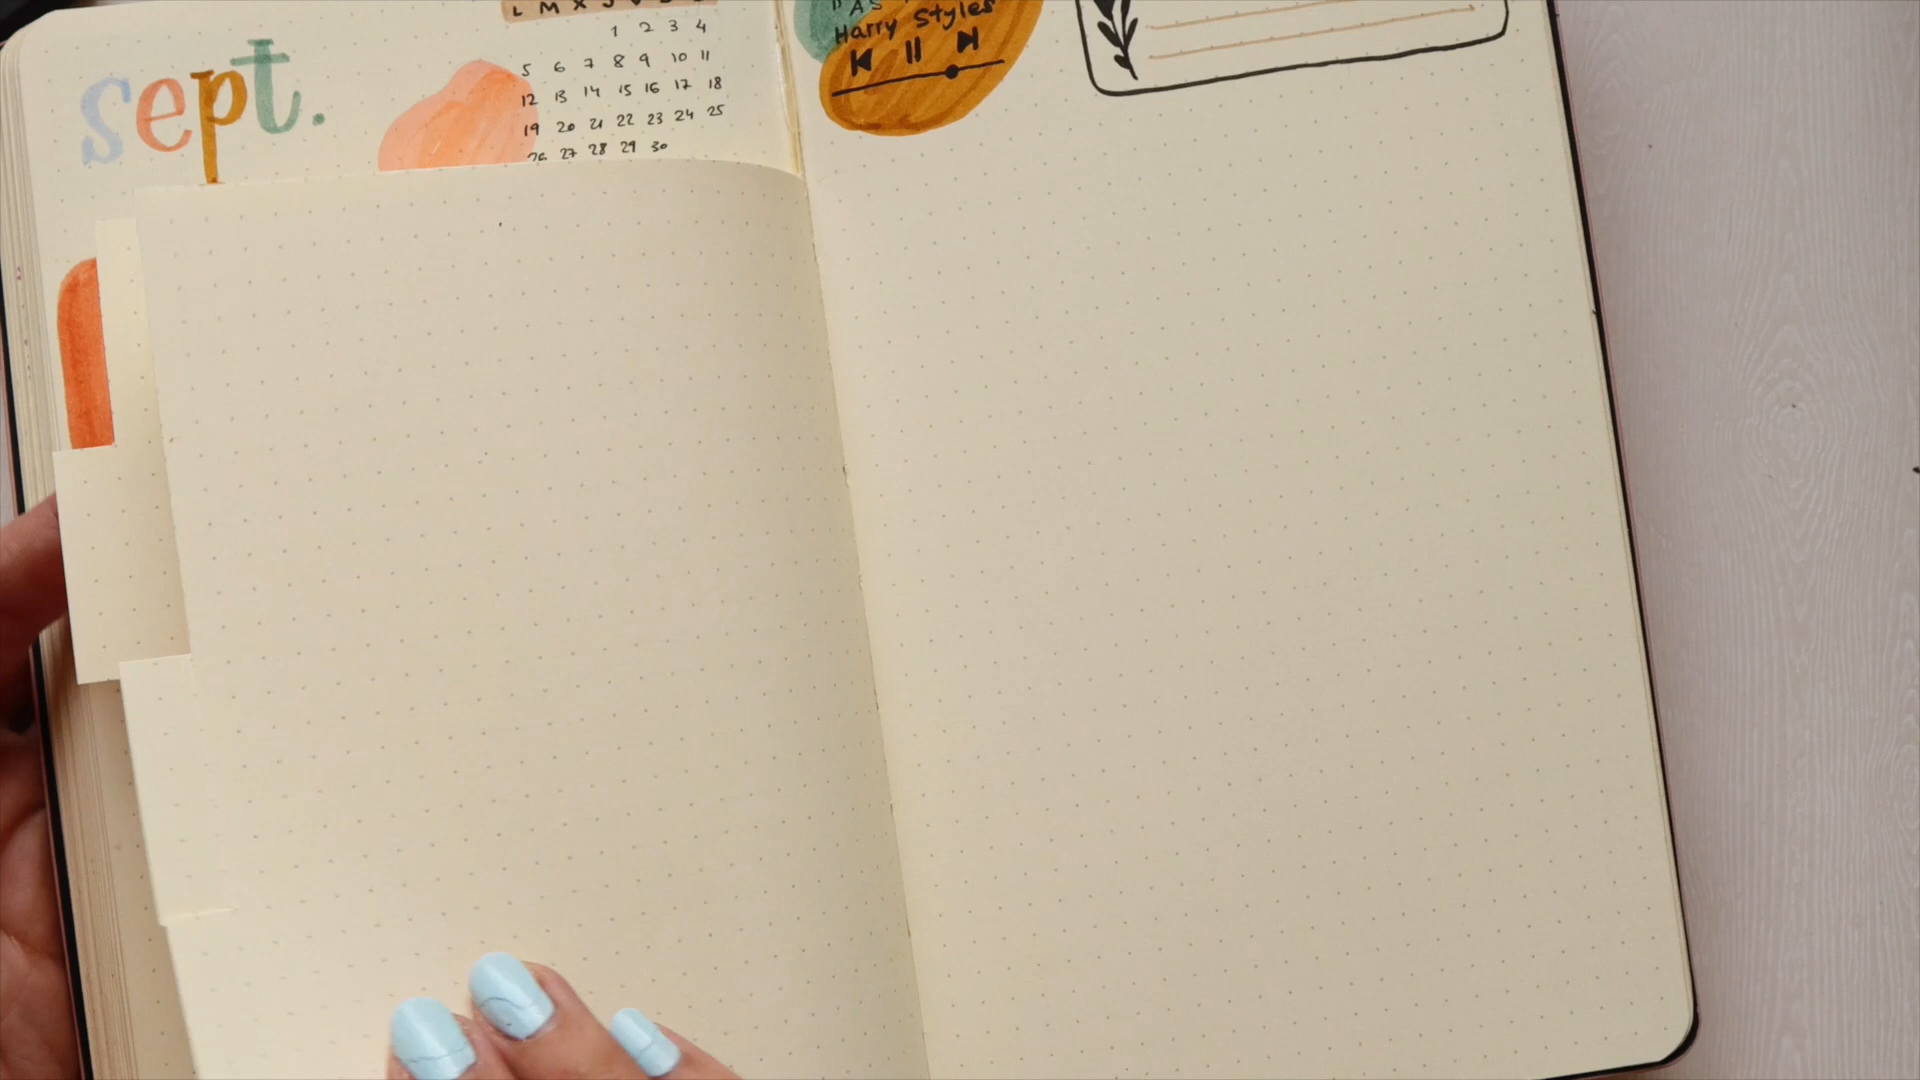 sept.
L M X J V
1 2 3 4
5 6 7 8 9 10 11
12 13 14 15 16 17 18
19 20 21 22 23 24 25
26 27 28 29 30
"AS
Harry Styles